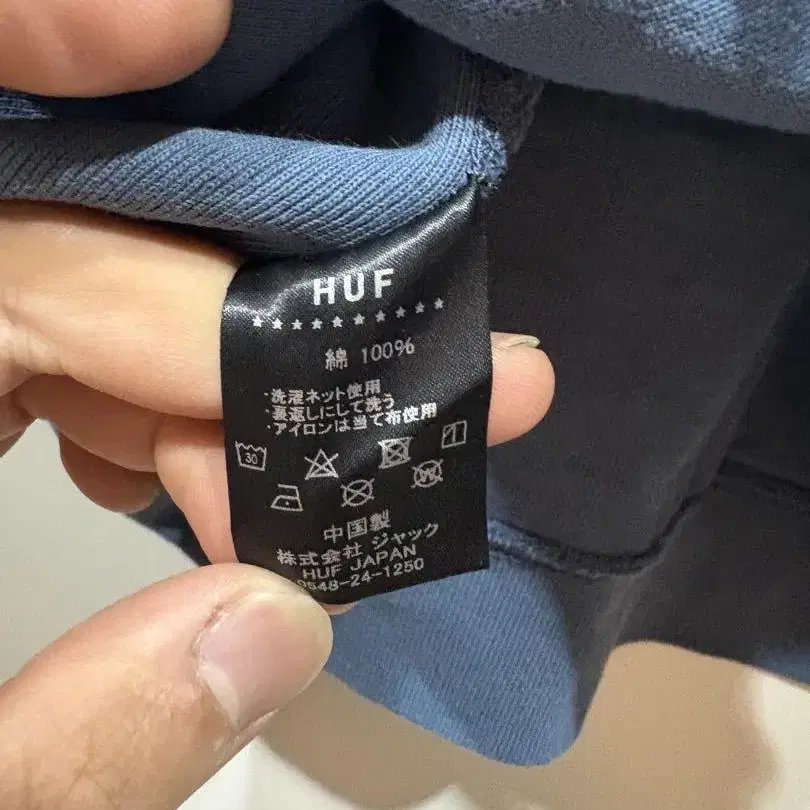 HUF
★★★★★★★★★★
綿 100%
・洗濯ネット使用
・裏返しにして洗う
・アイロンは当て布使用
30
W
中国製
株式会社 ジャック
HUF JAPAN
0548-24-1250